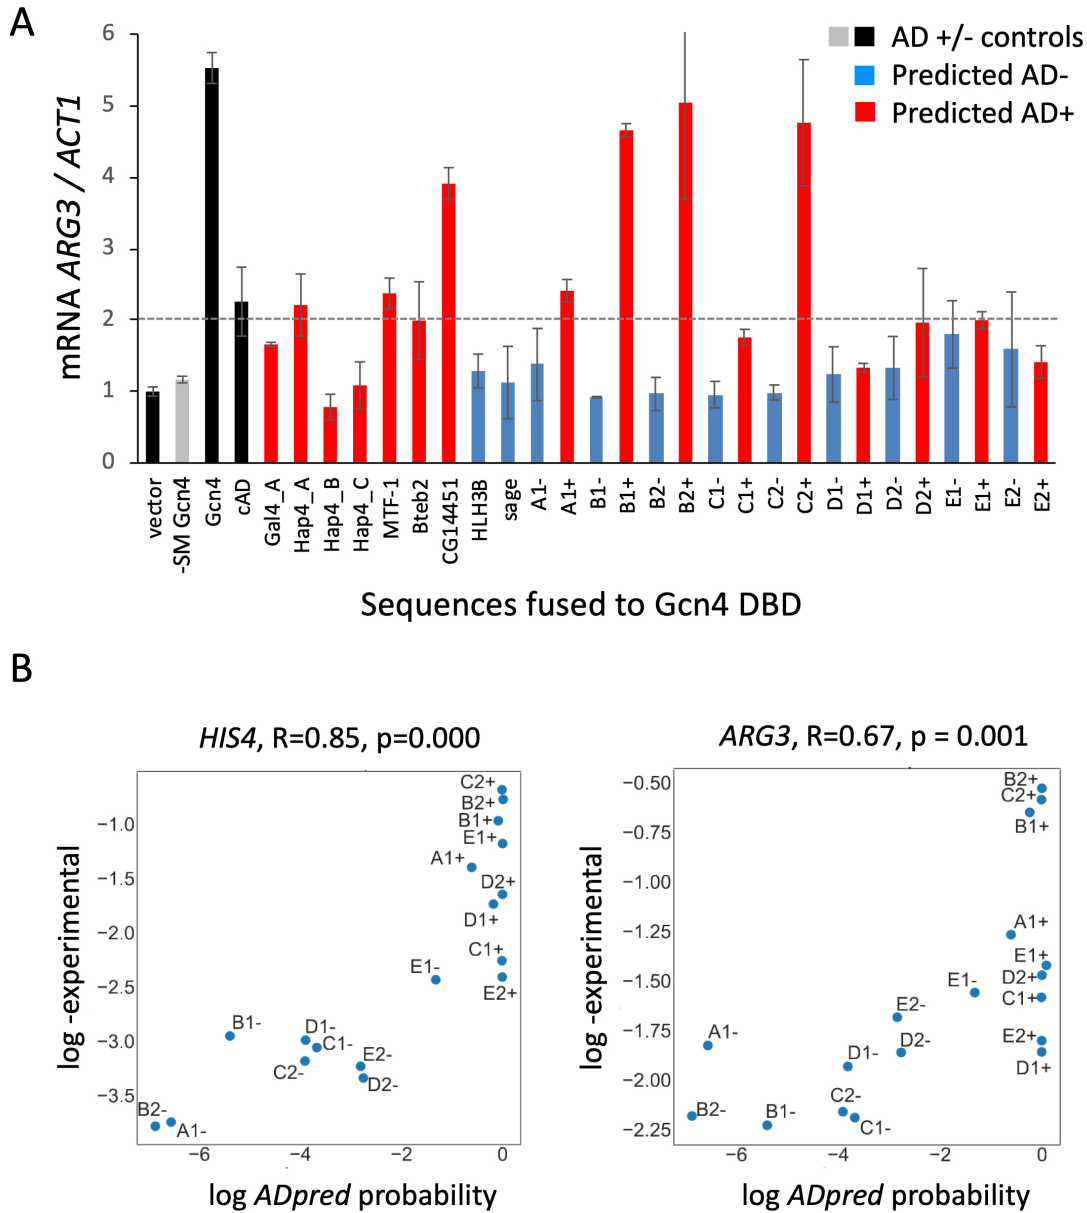 A
6
5
4
3
2
1
0
mRNA ARG3 / ACT1
AD +/- controls
Predicted AD-
Predicted AD+
vector
-SM Gcn4
Gcn4
cAD
Gal4_A
Hap4_A
Hap4_B
Hap4_C
MTF-1
Bteb2
CG14451
HLH3B
sage
A1-
A1+
B1-
B1+
B2-
B2+
C1-
C1+
C2-
C2+
D1-
D1+
D2-
D2+
E1-
E1+
E2-
E2+
Sequences fused to Gcn4 DBD
B
HIS4, R=0.85, p=0.000
log -experimental
−1.0
−1.5
−2.0
−2.5
−3.0
−3.5
C2+
B2+
B1+
E1+
A1+
D2+
D1+
C1+
E1-
E2+
B1-
D1-
C1-
C2-
E2-
D2-
B2-
A1-
−6
−4
−2
0
log ADpred probability
ARG3, R=0.67, p = 0.001
log -experimental
−0.50
−0.75
−1.00
−1.25
−1.50
−1.75
−2.00
−2.25
B2+
C2+
B1+
A1+
E1+
D2+
E1-
C1+
E2-
A1-
E2+
D2-
D1-
D1+
C2-
B2-
B1-
C1-
−6
−4
−2
0
log ADpred probability